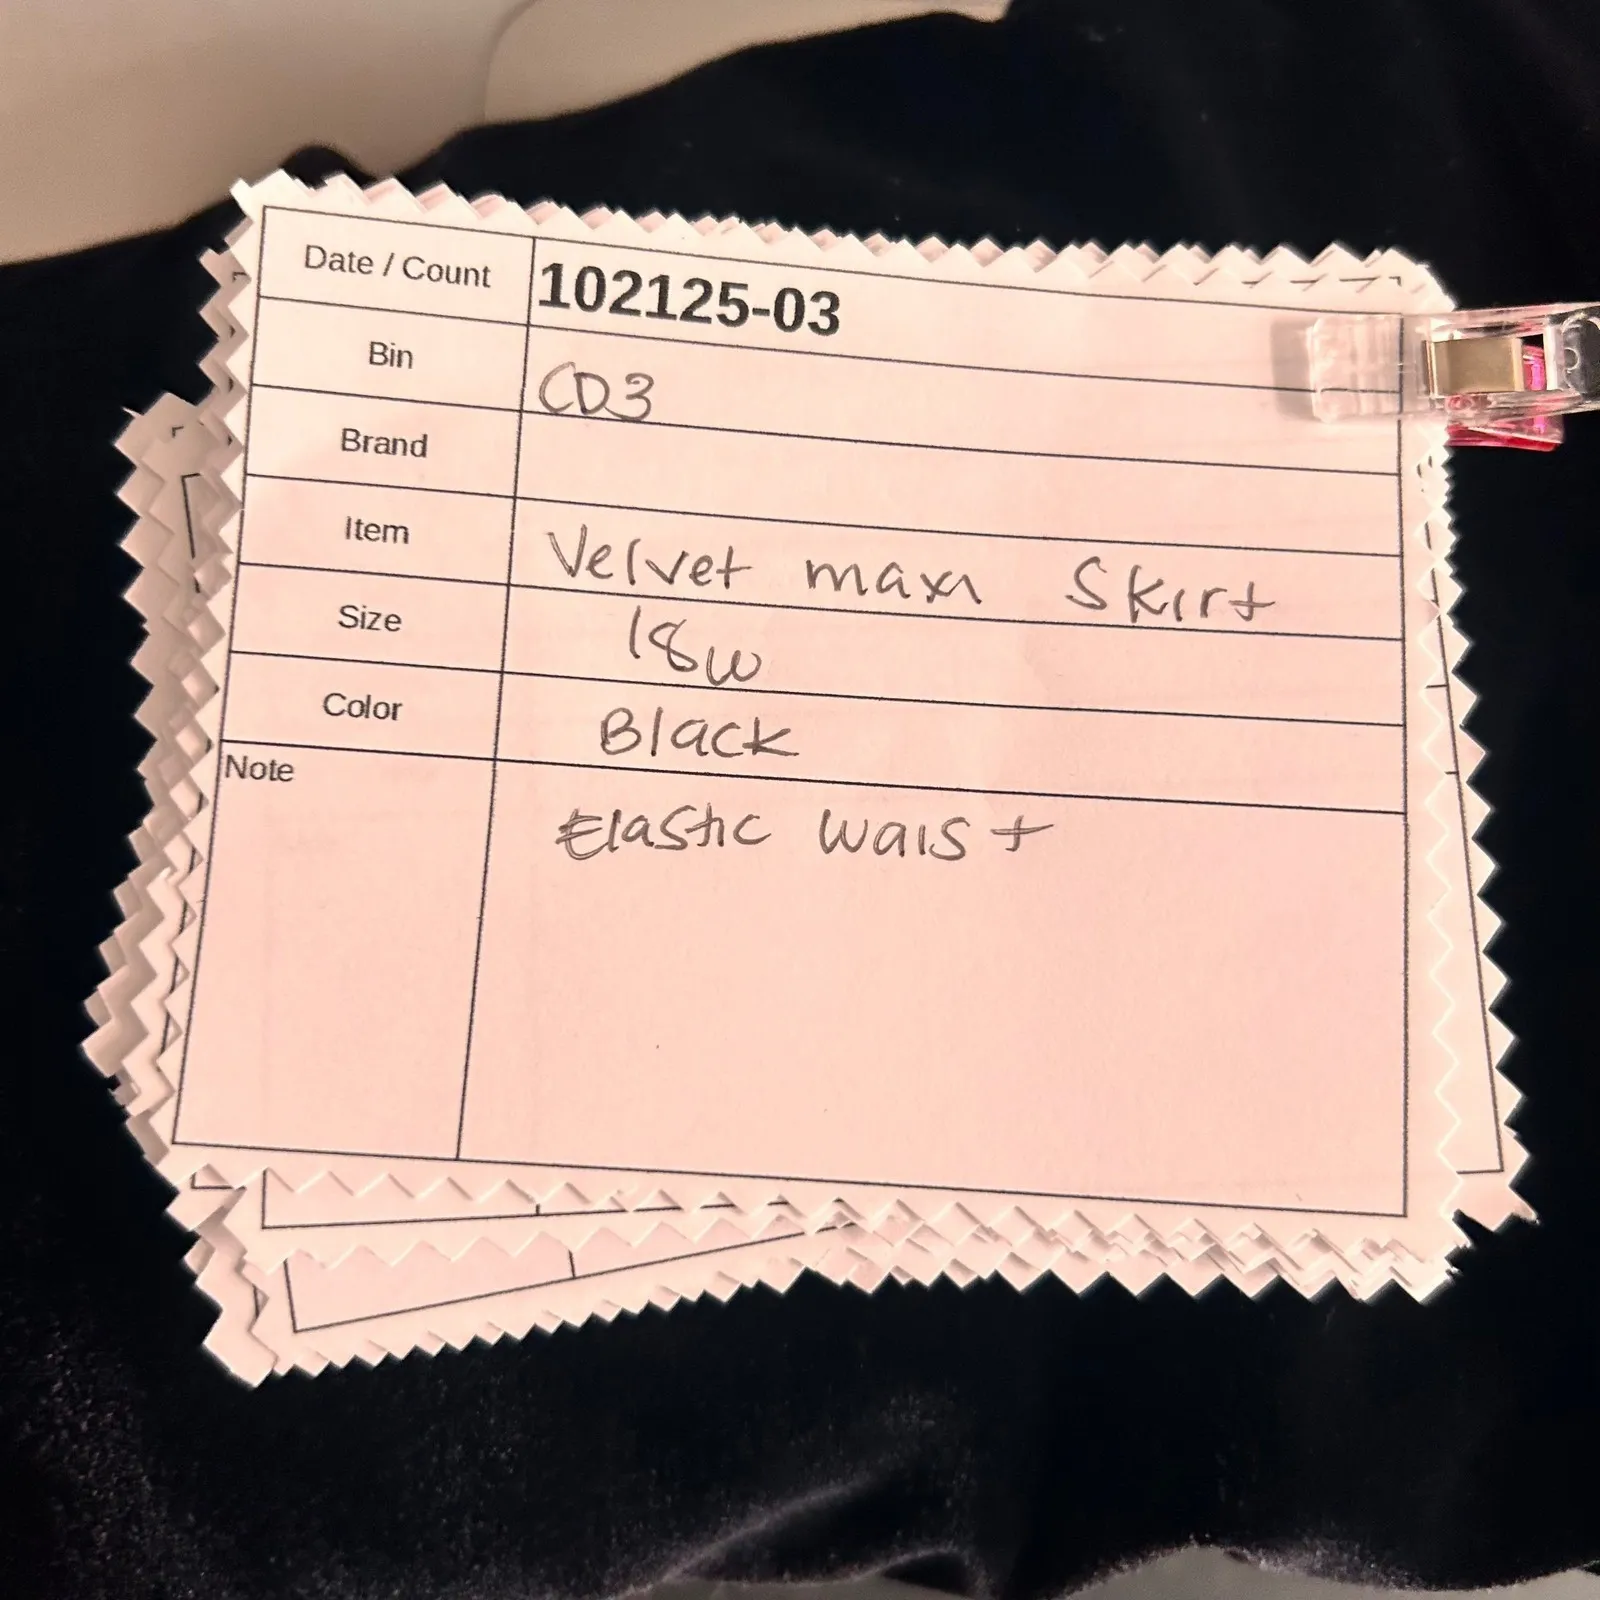 Date / Count 102125-03
Bin CD3
Brand
Item Velvet maxi Skirt
Size 18w
Color Black
Note Elastic waist